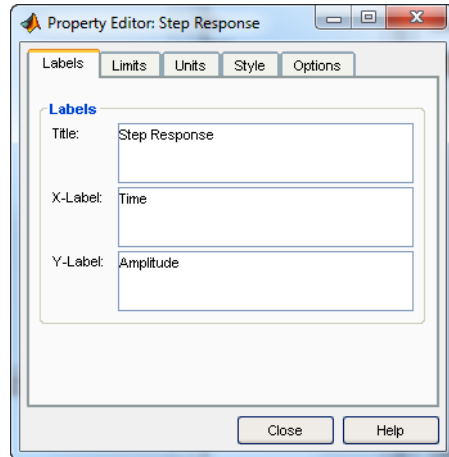 Property Editor: Step Response
Labels Limits Units Style Options
Labels
Title: Step Response
X-Label: Time
Y-Label: Amplitude
Close Help